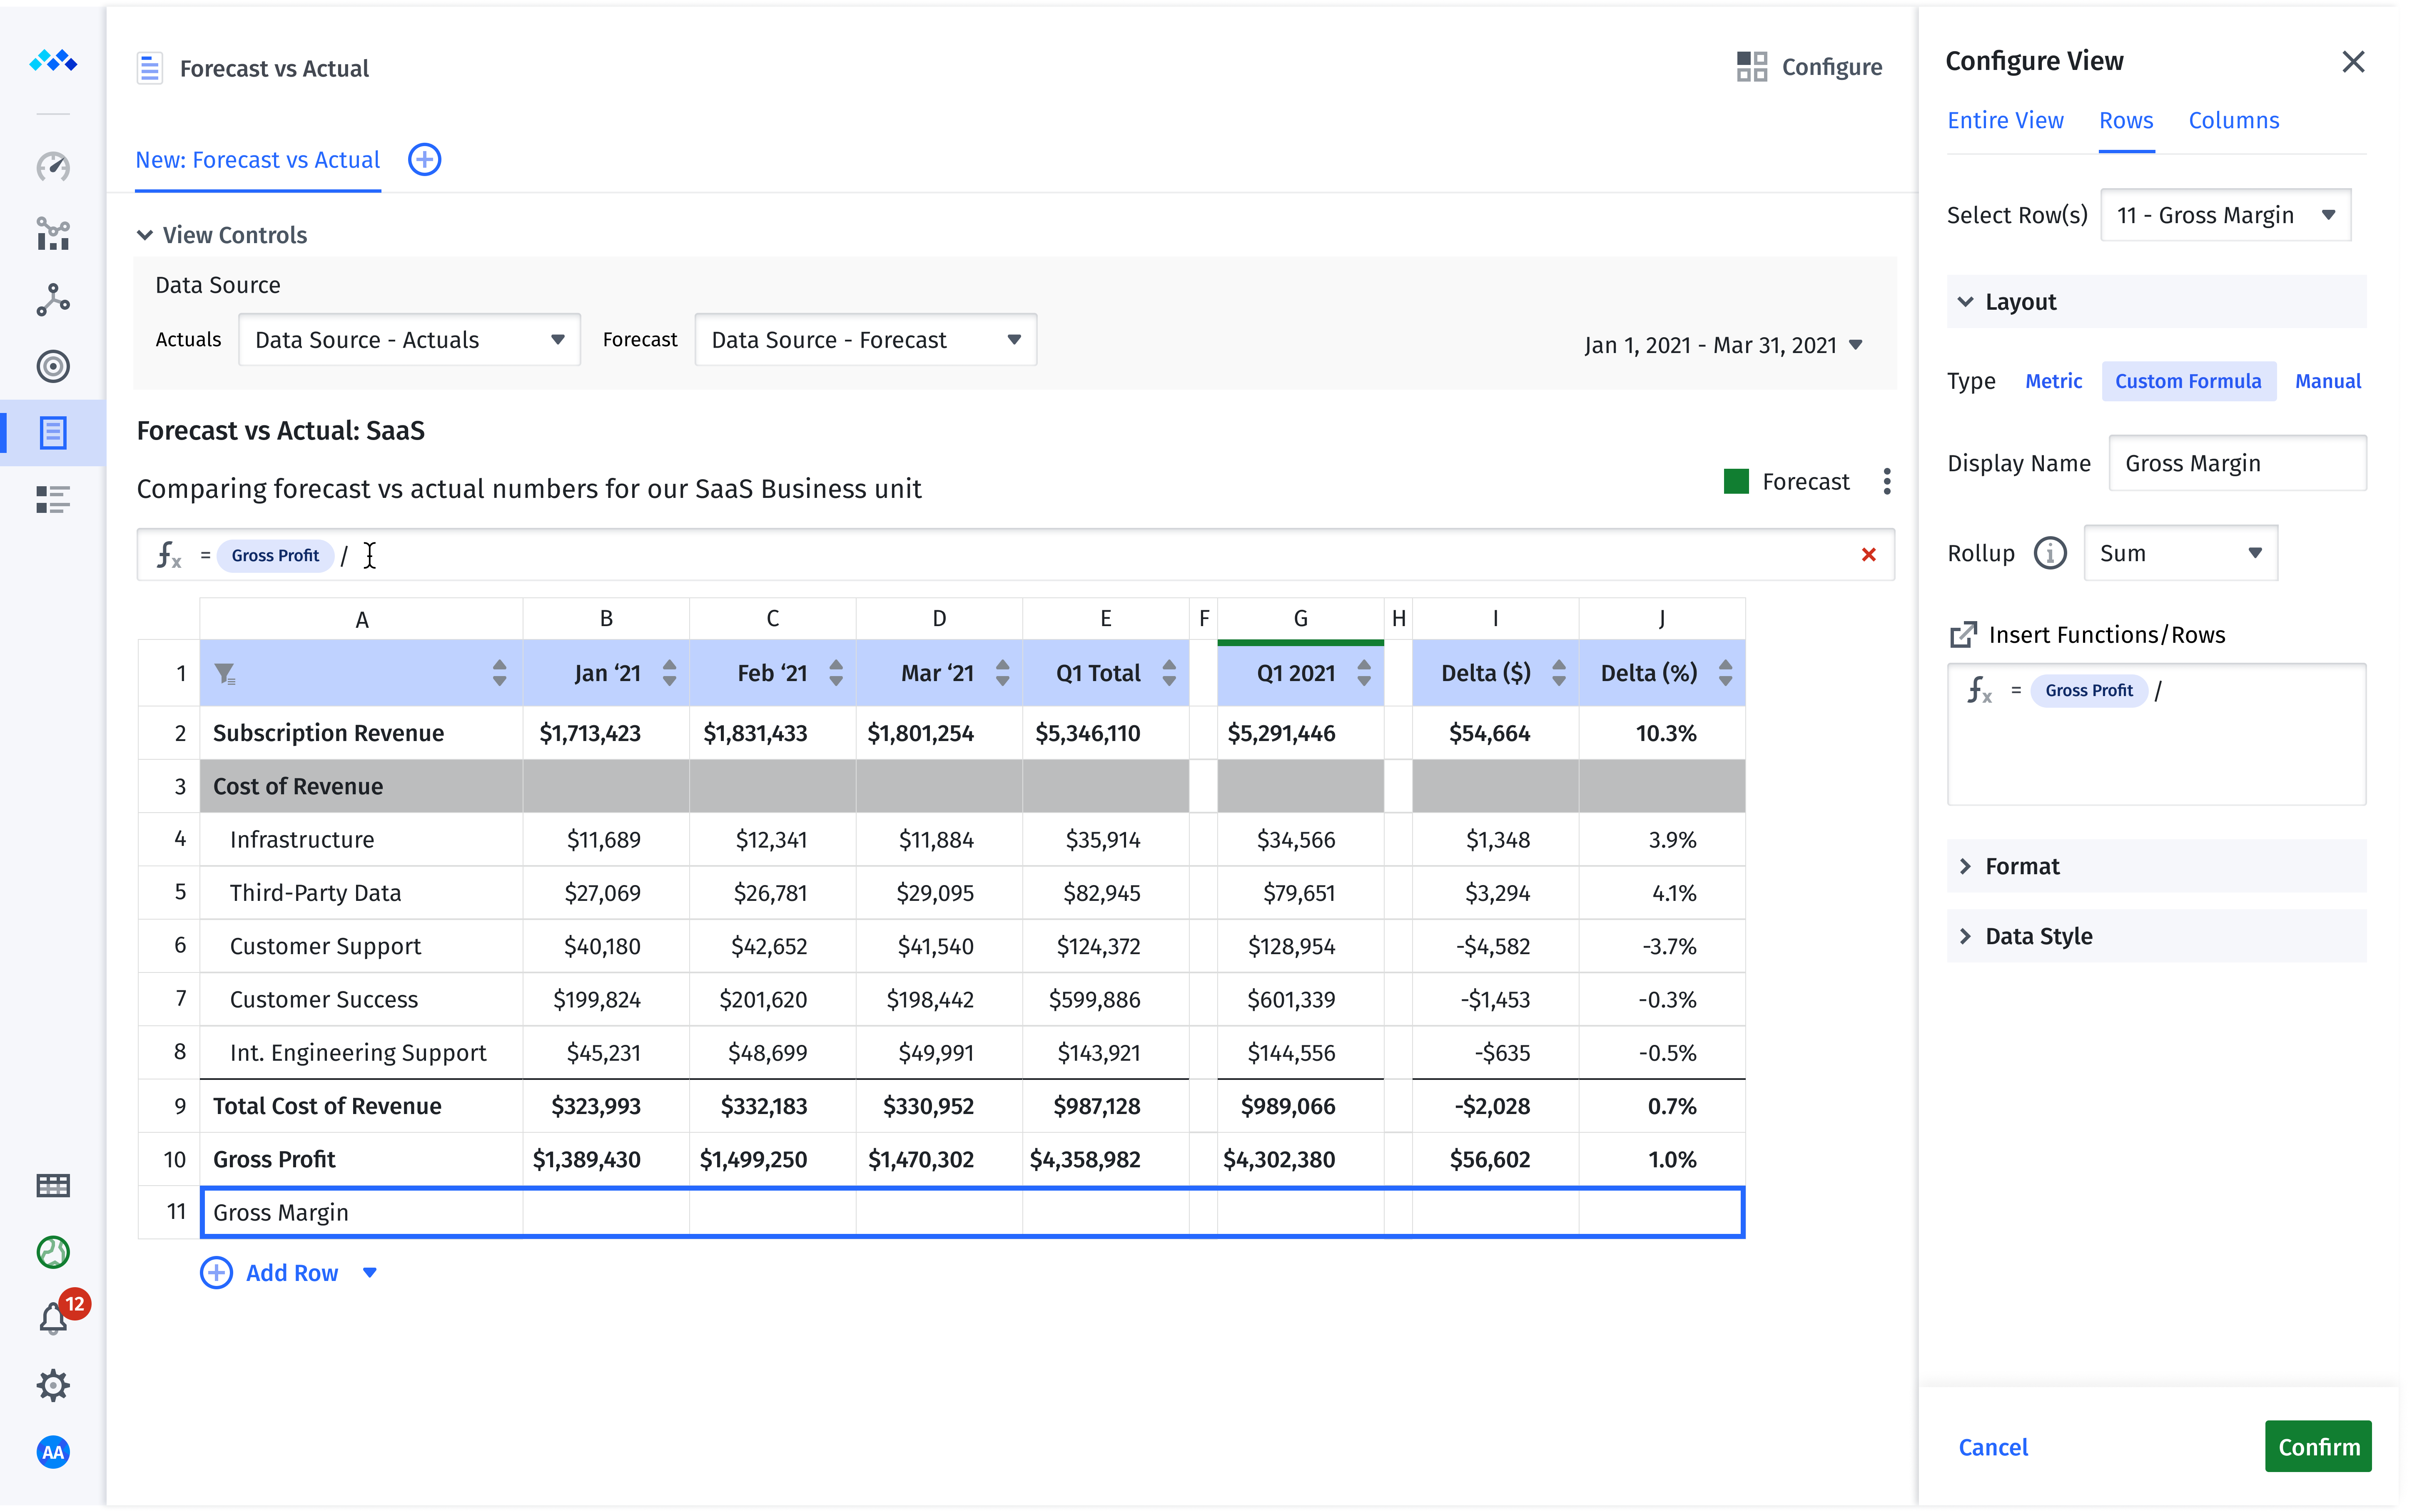 Forecast vs Actual
Configure
New: Forecast vs Actual
View Controls
Data Source
Actuals Data Source - Actuals Forecast Data Source - Forecast Jan 1, 2021 - Mar 31, 2021
Forecast vs Actual: SaaS
Comparing forecast vs actual numbers for our SaaS Business unit
Forecast
fx = Gross Profit /
A B C D E F G H I J
1 Jan ‘21 Feb ‘21 Mar ‘21 Q1 Total Q1 2021 Delta ($) Delta (%)
2 Subscription Revenue $1,713,423 $1,831,433 $1,801,254 $5,346,110 $5,291,446 $54,664 10.3%
3 Cost of Revenue
4 Infrastructure $11,689 $12,341 $11,884 $35,914 $34,566 $1,348 3.9%
5 Third-Party Data $27,069 $26,781 $29,095 $82,945 $79,651 $3,294 4.1%
6 Customer Support $40,180 $42,652 $41,540 $124,372 $128,954 -$4,582 -3.7%
7 Customer Success $199,824 $201,620 $198,442 $599,886 $601,339 -$1,453 -0.3%
8 Int. Engineering Support $45,231 $48,699 $49,991 $143,921 $144,556 -$635 -0.5%
9 Total Cost of Revenue $323,993 $332,183 $330,952 $987,128 $989,066 -$2,028 0.7%
10 Gross Profit $1,389,430 $1,499,250 $1,470,302 $4,358,982 $4,302,380 $56,602 1.0%
11 Gross Margin
Add Row
12
AA
Configure View
Entire View Rows Columns
Select Row(s) 11 - Gross Margin
Layout
Type Metric Custom Formula Manual
Display Name Gross Margin
Rollup i Sum
Insert Functions/Rows
fx = Gross Profit /
Format
Data Style
Cancel Confirm